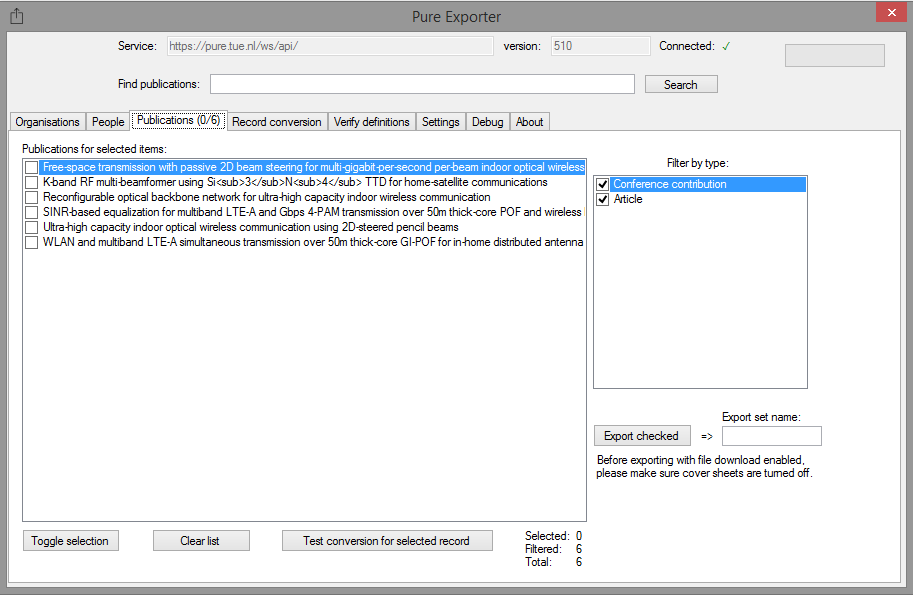 Pure Exporter
Service: https://pure.tue.nl/ws/api/ version: 510 Connected: ✓
Find publications: Search
Organisations People Publications (0/6) Record conversion Verify definitions Settings Debug About
Publications for selected items:
Filter by type:
Free-space transmission with passive 2D beam steering for multi-gigabit-per-second per-beam indoor optical wireless
K-band RF multi-beamformer using Si<sub>3</sub>N<sub>4</sub> TTD for home-satellite communications
Reconfigurable optical backbone network for ultra-high capacity indoor wireless communication
SINR-based equalization for multiband LTE-A and Gbps 4-PAM transmission over 50m thick-core POF and wireless
Ultra-high capacity indoor optical wireless communication using 2D-steered pencil beams
WLAN and multiband LTE-A simultaneous transmission over 50m thick-core GI-POF for in-home distributed antenna
Conference contribution
Article
Export set name:
Export checked =>
Before exporting with file download enabled,
please make sure cover sheets are turned off.
Toggle selection Clear list Test conversion for selected record
Selected: 0
Filtered: 6
Total: 6